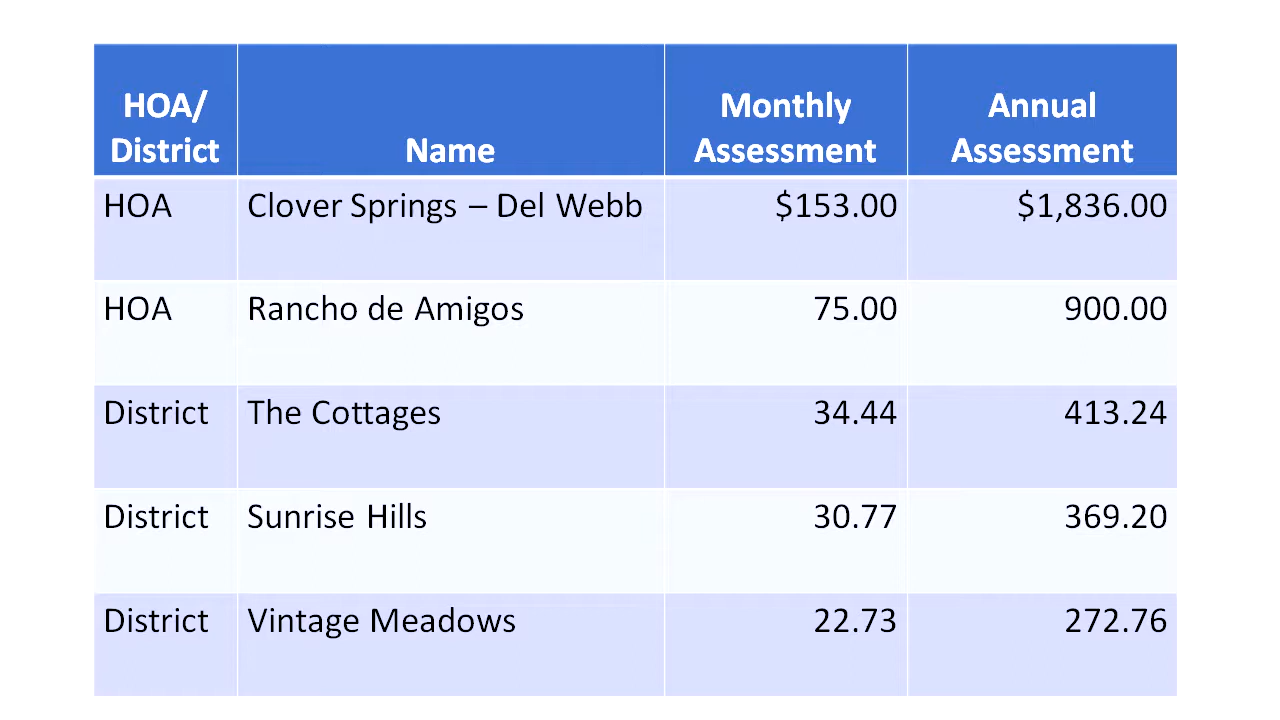 HOA/ District Name Monthly Assessment Annual Assessment
HOA Clover Springs – Del Webb $153.00 $1,836.00
HOA Rancho de Amigos 75.00 900.00
District The Cottages 34.44 413.24
District Sunrise Hills 30.77 369.20
District Vintage Meadows 22.73 272.76